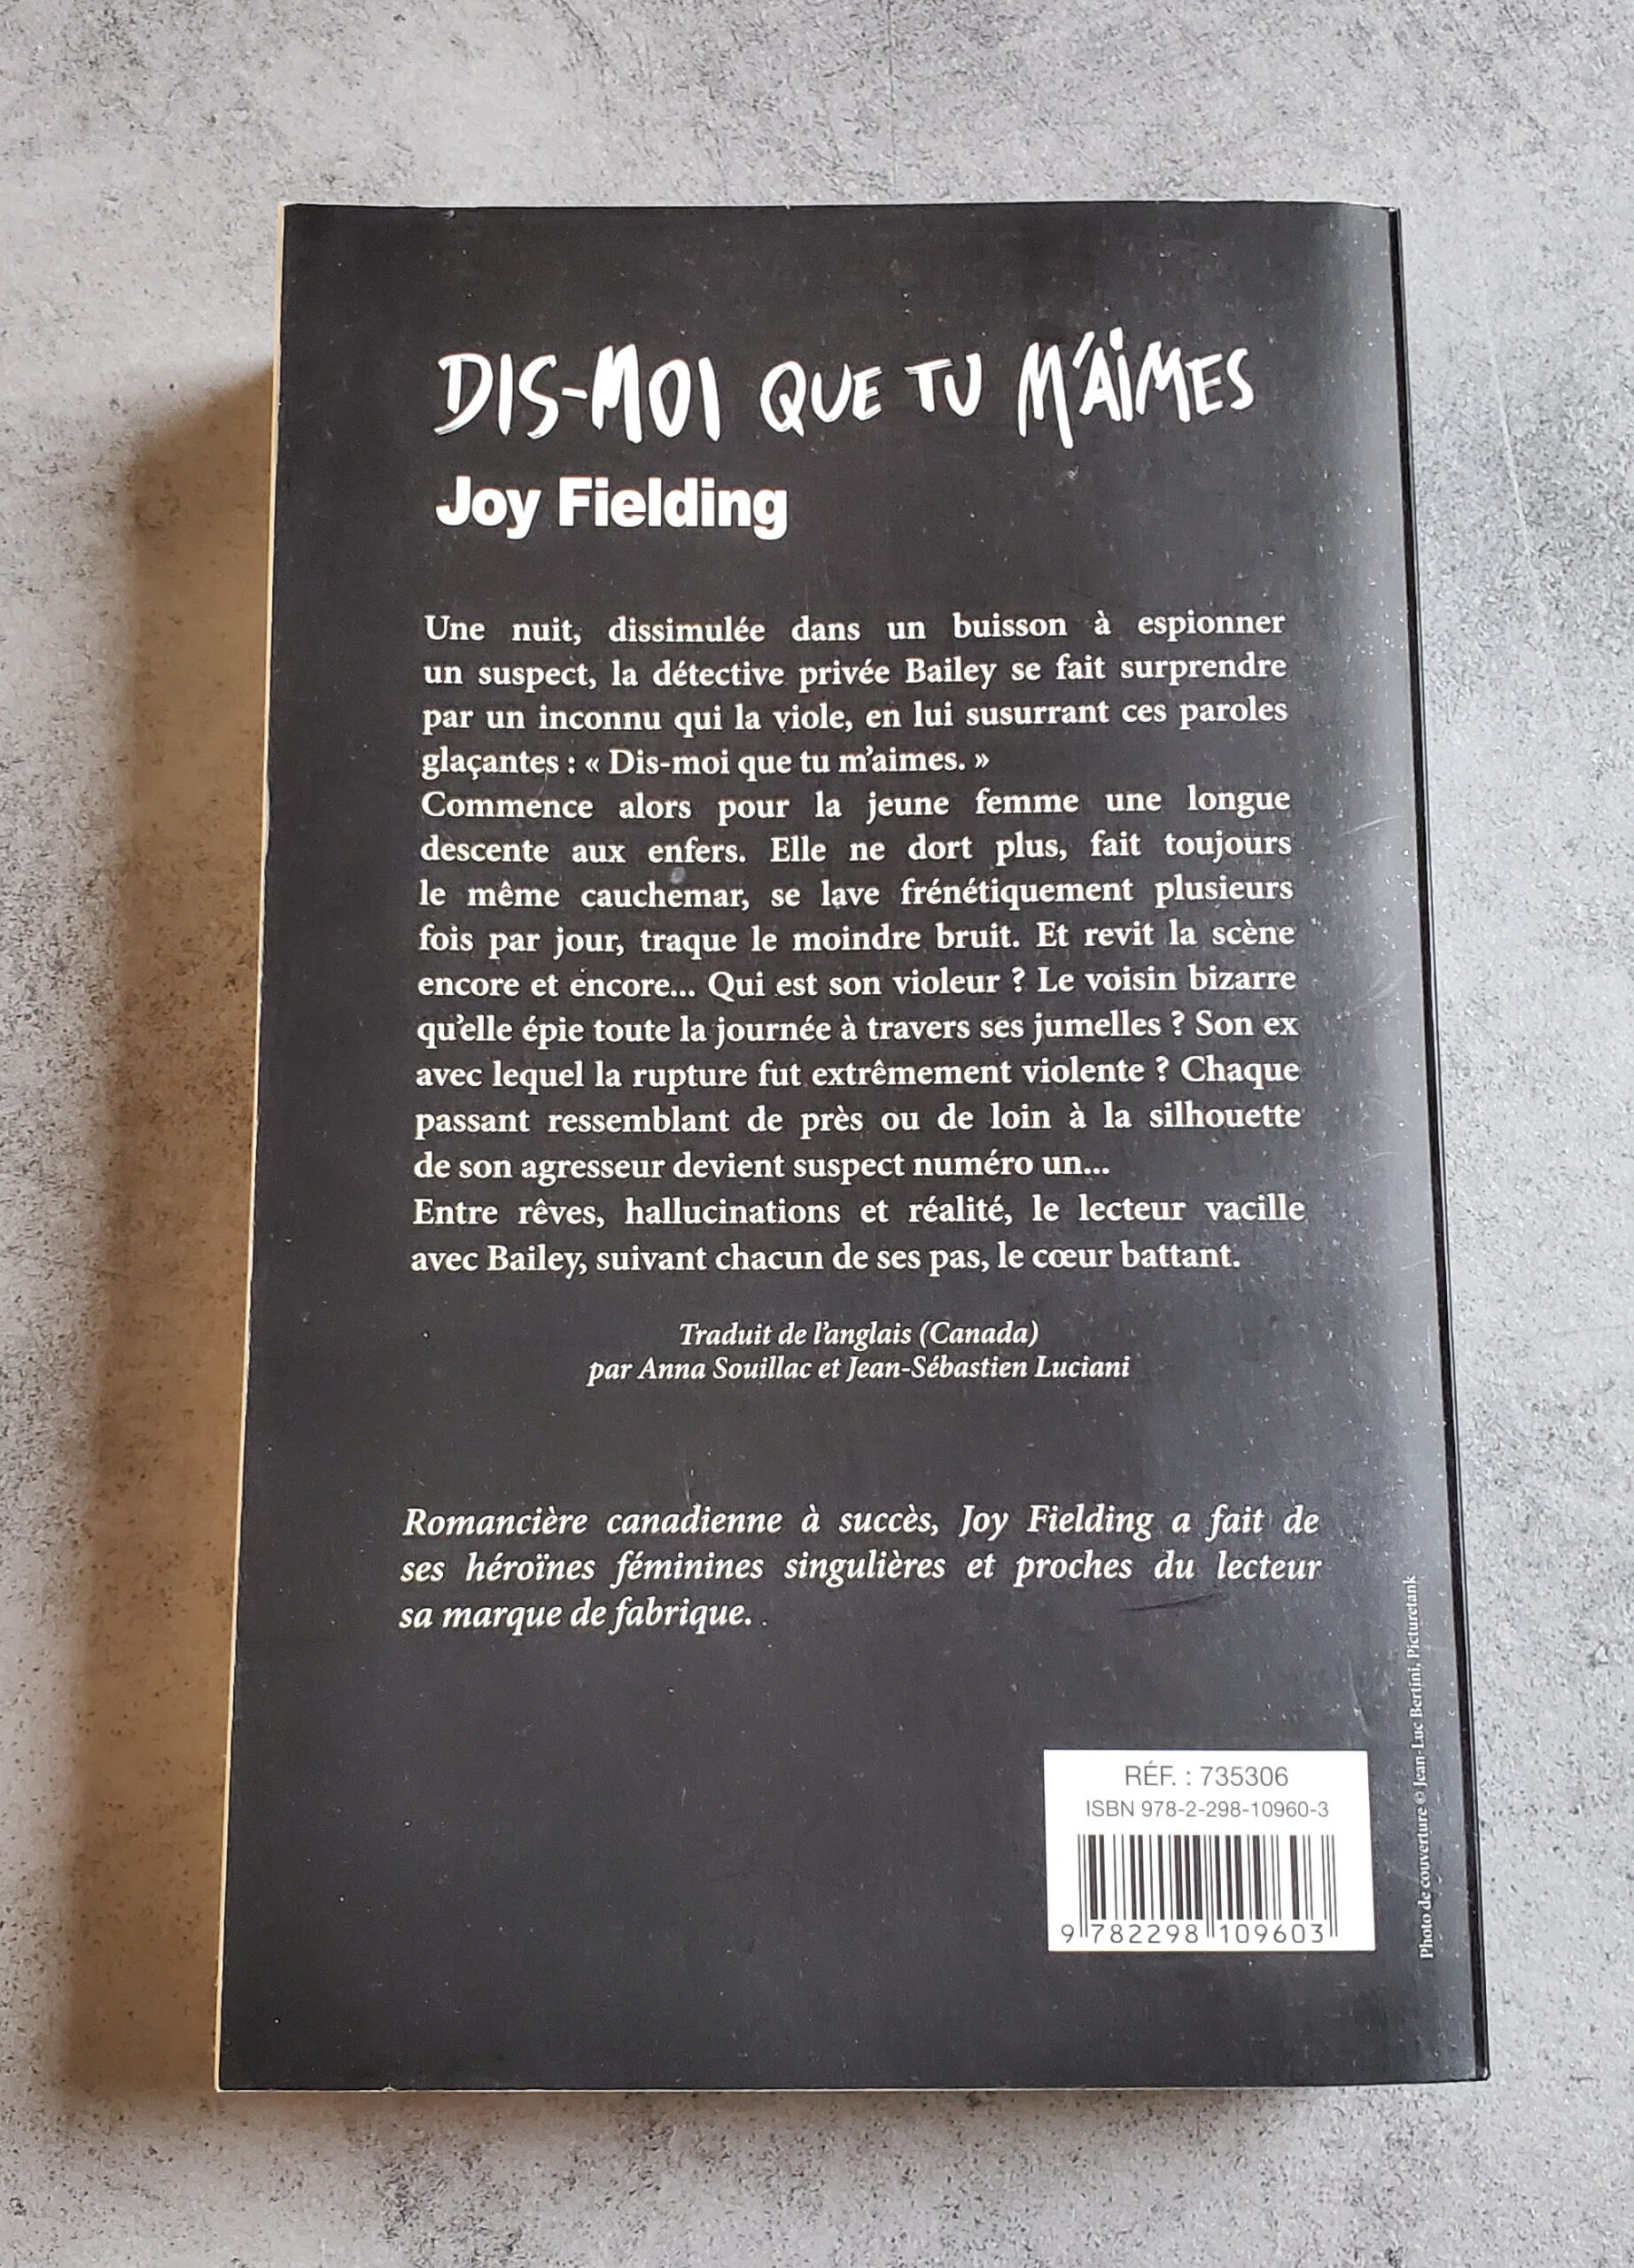 DIS-MOI QUE TU M'AIMES
Joy Fielding
Une nuit, dissimulée dans un buisson à espionner
un suspect, la détective privée Bailey se fait surprendre
par un inconnu qui la viole, en lui susurrant ces paroles
glaçantes : « Dis-moi que tu m'aimes. »
Commence alors pour la jeune femme une longue
descente aux enfers. Elle ne dort plus, fait toujours
le même cauchemar, se lave frénétiquement plusieurs
fois par jour, traque le moindre bruit. Et revit la scène
encore et encore... Qui est son violeur ? Le voisin bizarre
qu'elle épie toute la journée à travers ses jumelles ? Son ex
avec lequel la rupture fut extrêmement violente ? Chaque
passant ressemblant de près ou de loin à la silhouette
de son agresseur devient suspect numéro un...
Entre rêves, hallucinations et réalité, le lecteur vacille
avec Bailey, suivant chacun de ses pas, le cœur battant.
Traduit de l'anglais (Canada)
par Anna Souillac et Jean-Sébastien Luciani
Romancière canadienne à succès, Joy Fielding a fait de
ses héroïnes féminines singulières et proches du lecteur
sa marque de fabrique.
RÉF. : 735306
ISBN 978-2-298-10960-3
9 782298 109603
Photo de couverture © Jean-Luc Bertini, Picturetank